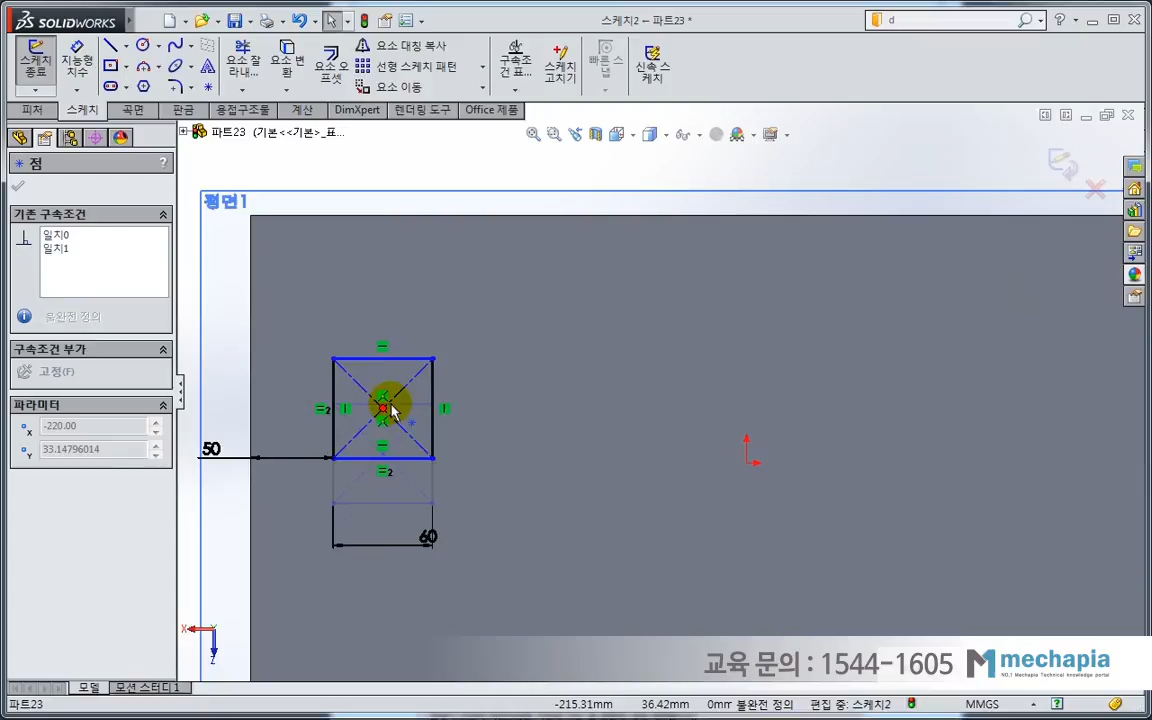 SOLIDWORKS
스케치2 - 파트23 *
d
스케치 종료
지능형 치수
요소 잘라내...
요소 변환
요소 오프셋
요소 대칭 복사
선형 스케치 패턴
요소 이동
구속조건 표...
스케치 고치기
빠른 스냅
신속 스케치
피처
스케치
곡면
판금
용접구조물
계산
DimXpert
렌더링 도구
Office 제품
파트23 (기본<<기본>_표...
점
?
기존 구속조건
일치0
일치1
불완전 정의
구속조건 부가
고정(F)
파라미터
-220.00
33.14796014
평면1
50
60
X
Z
교육 문의 : 1544-1605
mechapia
NO.1 Mechapia Technical knowledge portal
모델
모션 스터디 1
파트23
-215.31mm
36.42mm
0mm
불완전 정의
편집 중: 스케치2
MMGS